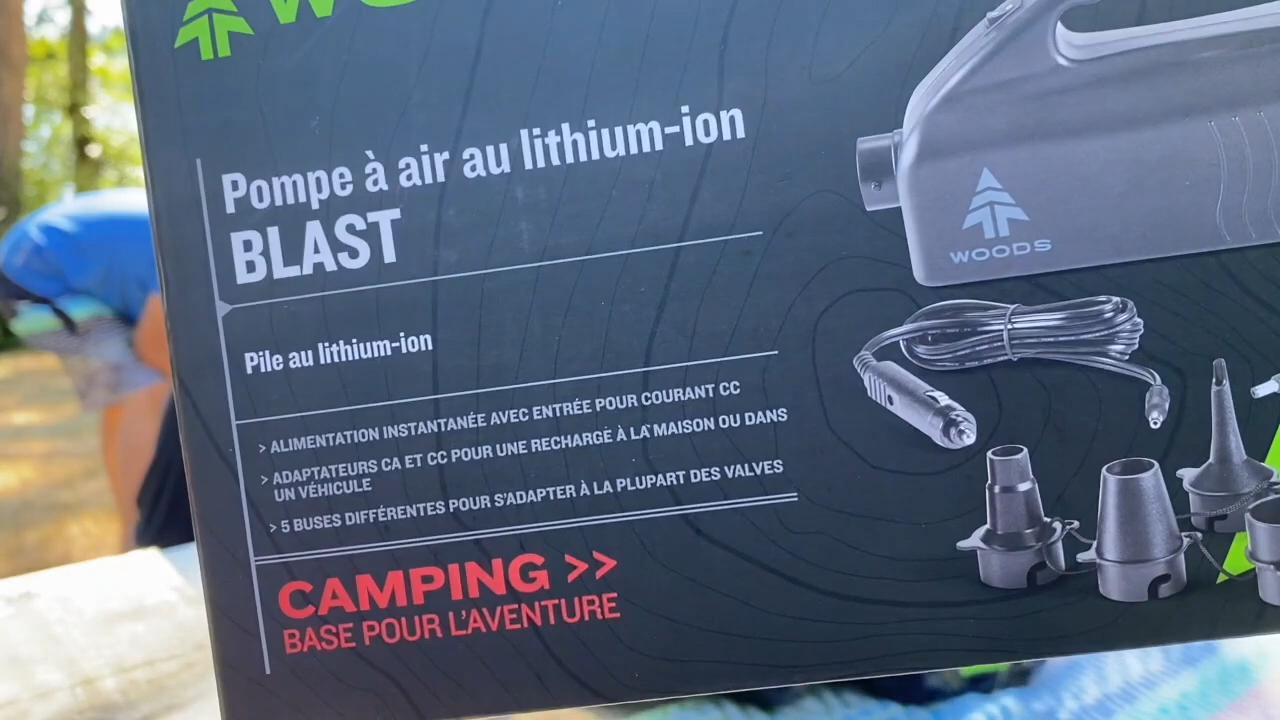 Pompe à air au lithium-ion
BLAST
Pile au lithium-ion
> ALIMENTATION INSTANTANÉE AVEC ENTRÉE POUR COURANT CC
> ADAPTATEURS CA ET CC POUR UNE RECHARGE À LA MAISON OU DANS
UN VÉHICULE
> 5 BUSES DIFFÉRENTES POUR S'ADAPTER À LA PLUPART DES VALVES
CAMPING >>
BASE POUR L'AVENTURE
WOODS